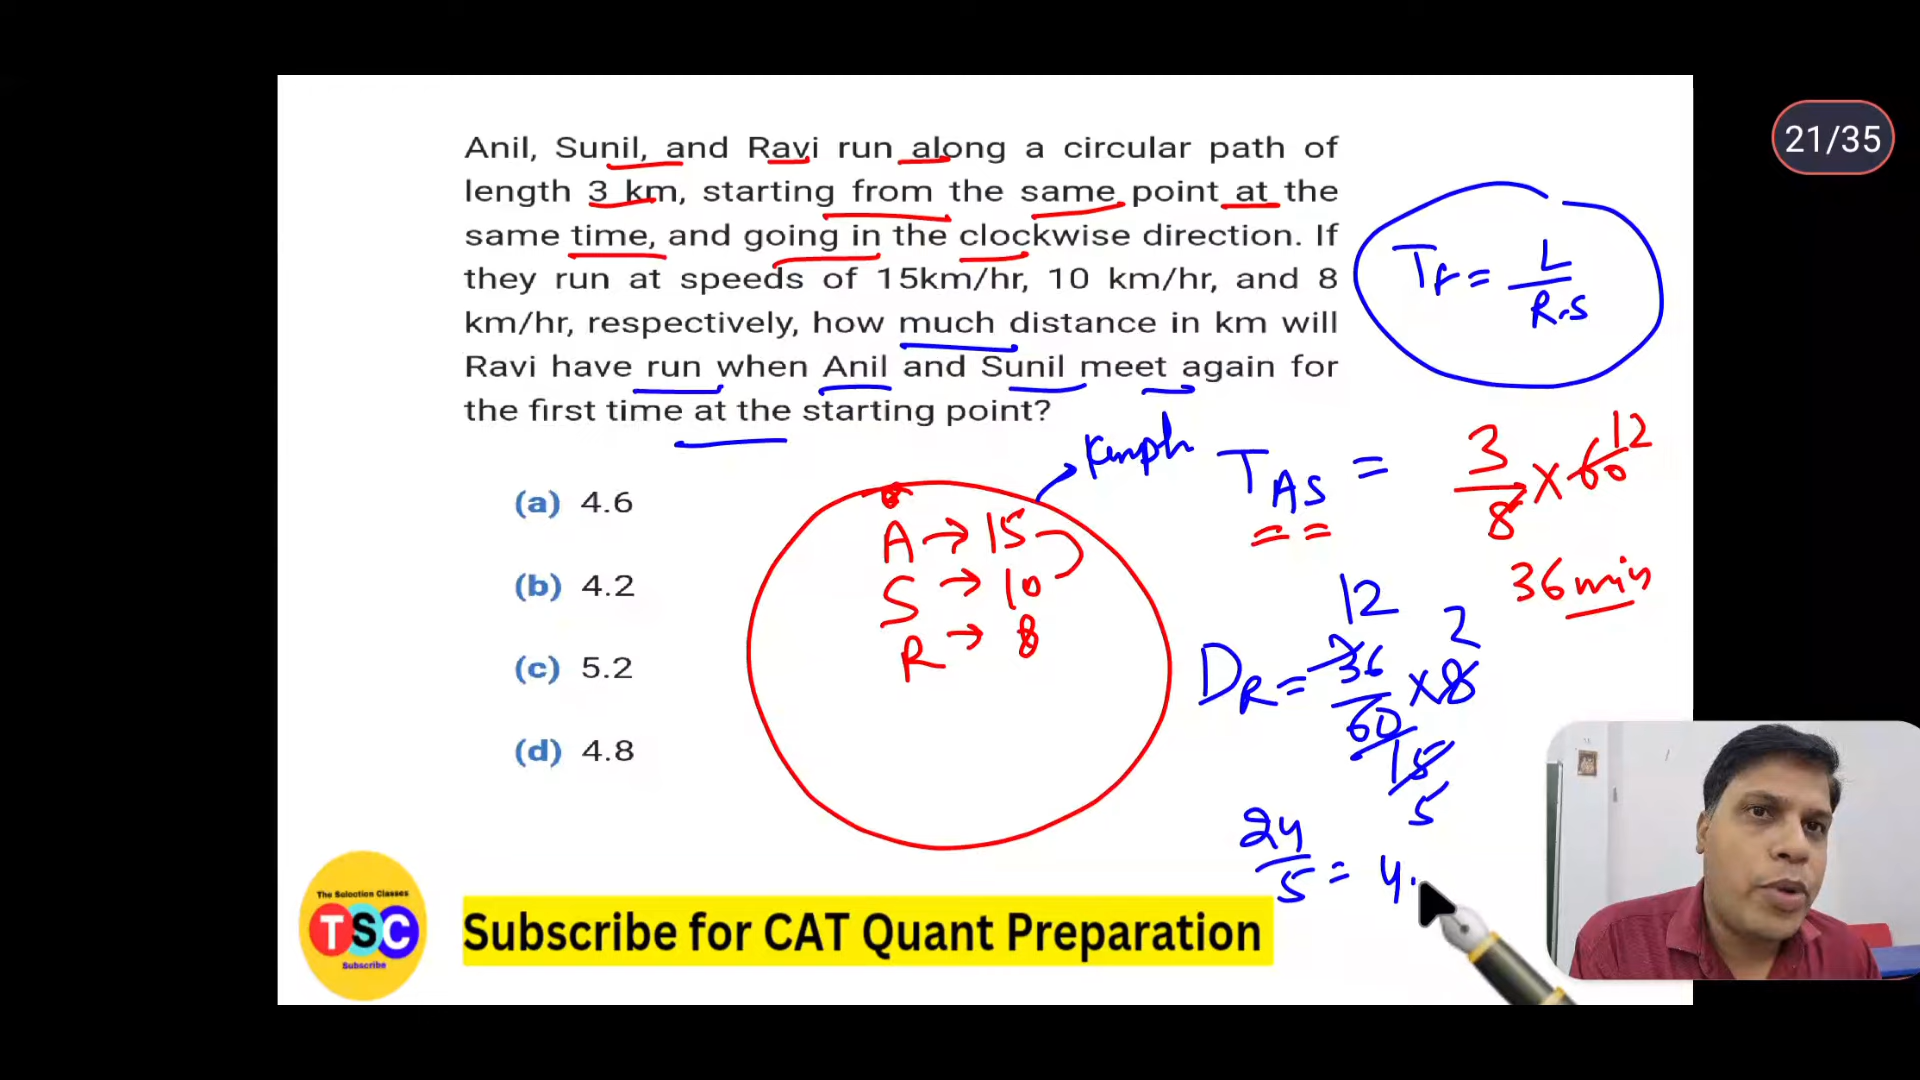 21/35
Anil, Sunil, and Ravi run along a circular path of
length 3 km, starting from the same point at the
same time, and going in the clockwise direction. If
they run at speeds of 15km/hr, 10 km/hr, and 8
km/hr, respectively, how much distance in km will
Ravi have run when Anil and Sunil meet again for
the first time at the starting point?
Tr = L / R.S
(a) 4.6
(b) 4.2
(c) 5.2
(d) 4.8
Kmph
A → 15
S → 10
R → 8
TAS =
3 × 60 12
36 min
12 2
DR = 36 / 60 × 8
15
5
24 / 5 = 4.
The Selection Classes
TSC
Subscribe
Subscribe for CAT Quant Preparation